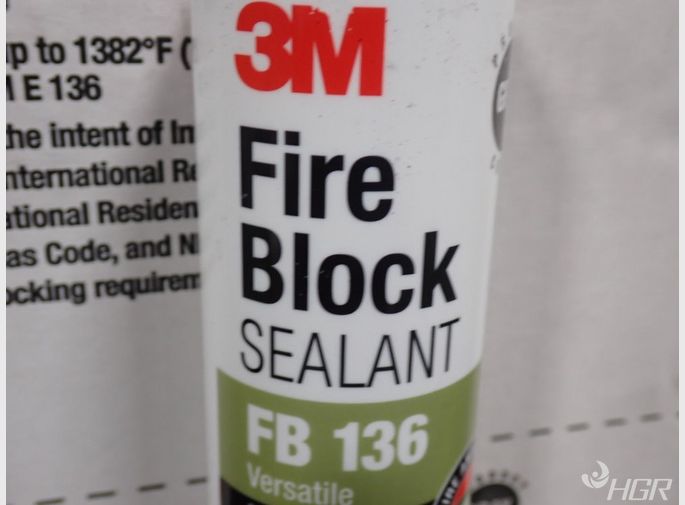 up to 1382°F (
E 136
the intent of In
nternational Re
ational Residen
as Code, and N
ocking requirem
3M
Fire
Block
SEALANT
FB 136
Versatile
HGR